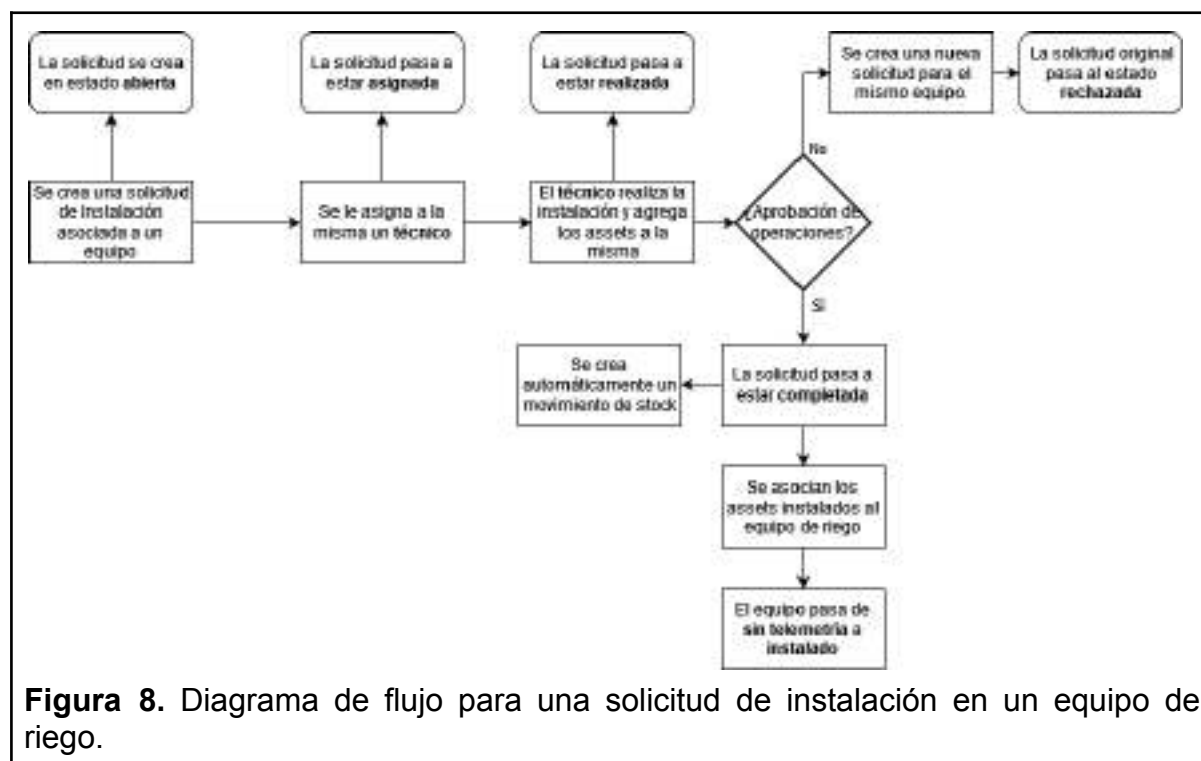 La solicitud se crea
en estado abierta
La solicitud pasa a
estar asignada
La solicitud pasa a
estar realizada
Se crea una nueva
solicitud para el
mismo equipo.
La solicitud original
pasa al estado
rechazada
No
Se crea una solicitud
de instalación
asociada a un
equipo
Se le asigna a la
misma un técnico
El técnico realiza la
instalación y agrega
los assets a la
misma
¿Aprobación de
operaciones?
Si
Se crea
automáticamente un
movimiento de stock
La solicitud pasa a
estar completada
Se asocian los
assets instalados al
equipo de riego
El equipo pasa de
sin telemetría a
instalado
Figura 8. Diagrama de flujo para una solicitud de instalación en un equipo de
riego.